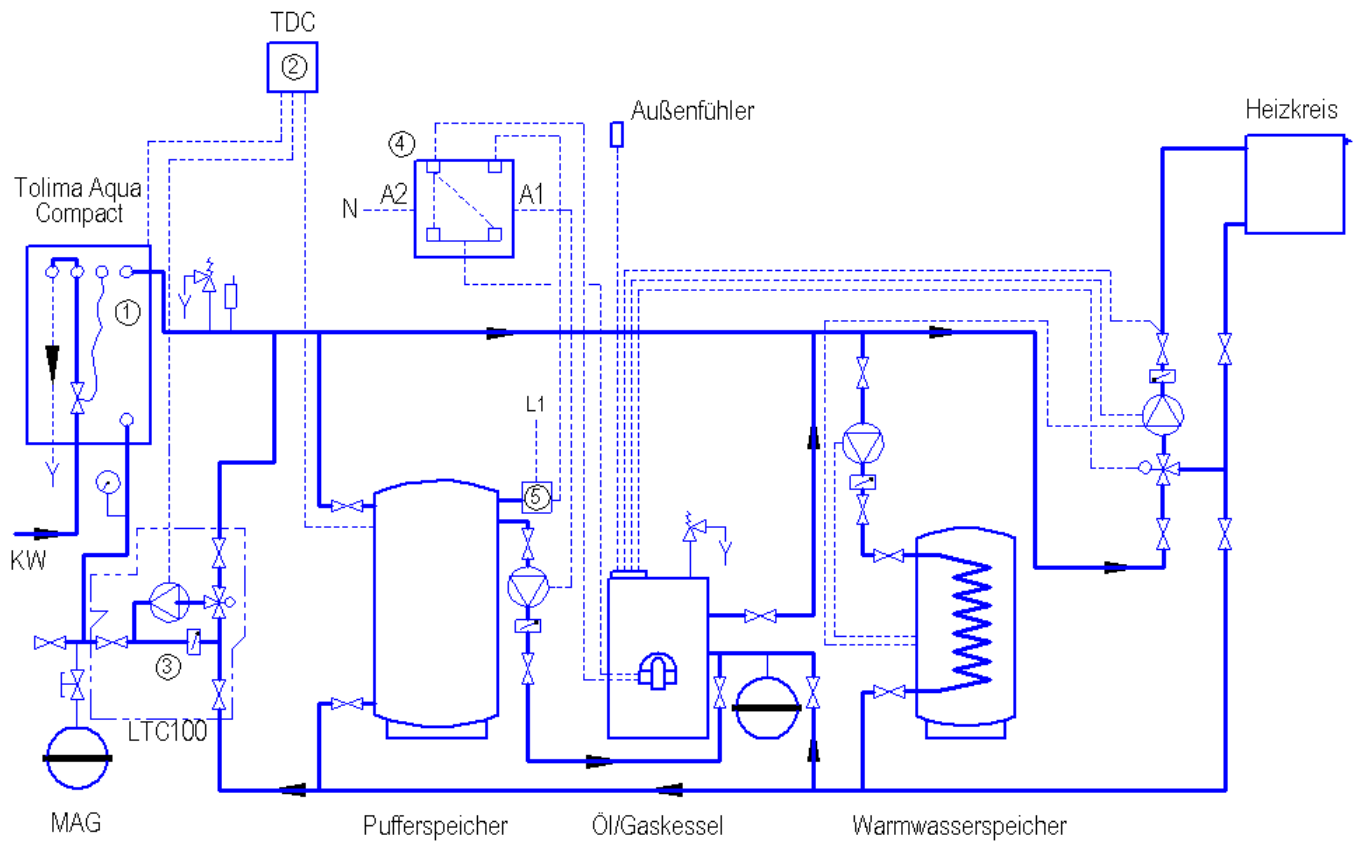 TDC
2
Außenfühler
Heizkreis
4
Tolima Aqua
Compact
N
A2
A1
1
L1
5
KW
3
LTC100
MAG
Pufferspeicher
Öl/Gaskessel
Warmwasserspeicher